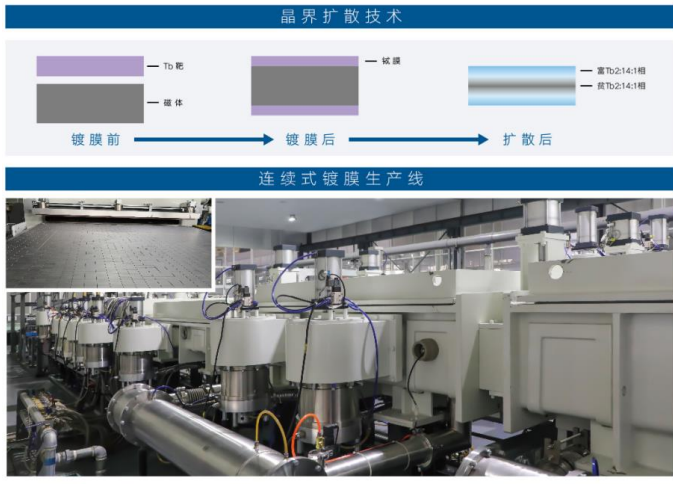 晶界扩散技术
Tb 靶
磁体
铽膜
富Tb2:14:1相
贫Tb2:14:1相
镀膜前
镀膜后
扩散后
连续式镀膜生产线